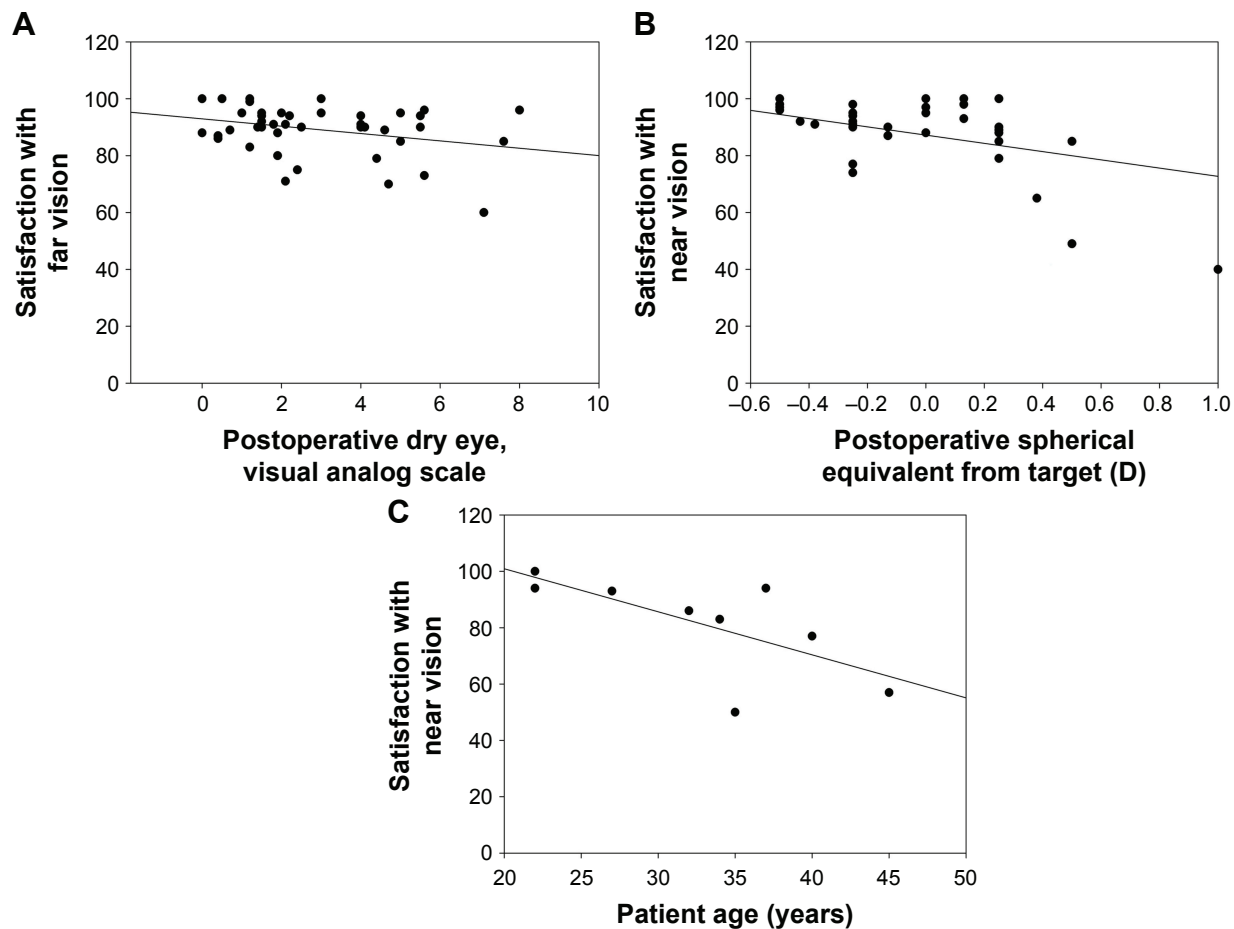 A
120
100
80
60
40
20
0
Satisfaction with
far vision
0 2 4 6 8 10
Postoperative dry eye,
visual analog scale
B
120
100
80
60
40
20
0
Satisfaction with
near vision
–0.6 –0.4 –0.2 0.0 0.2 0.4 0.6 0.8 1.0
Postoperative spherical
equivalent from target (D)
C
120
100
80
60
40
20
0
Satisfaction with
near vision
20 25 30 35 40 45 50
Patient age (years)